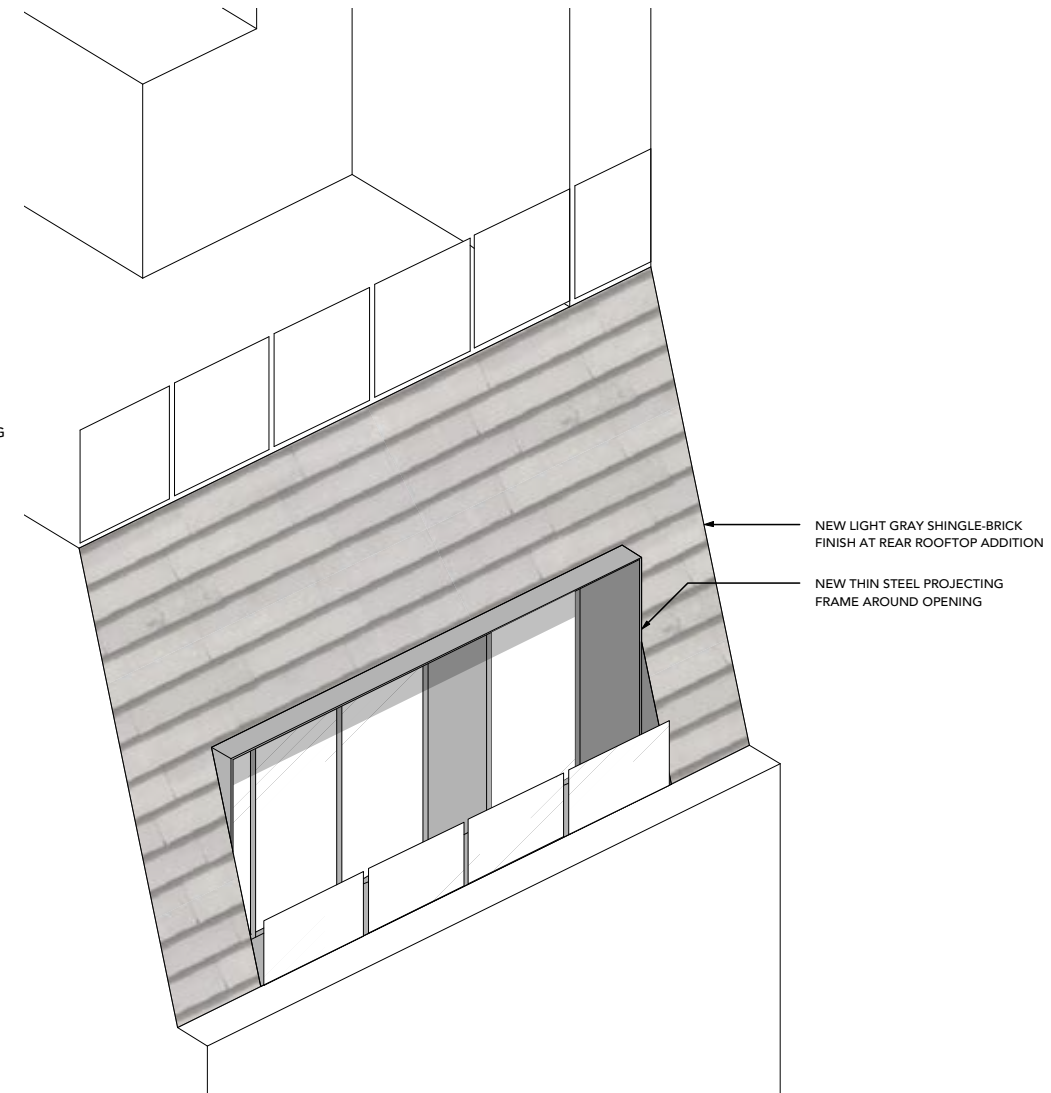 G
NEW LIGHT GRAY SHINGLE-BRICK
FINISH AT REAR ROOFTOP ADDITION
NEW THIN STEEL PROJECTING
FRAME AROUND OPENING